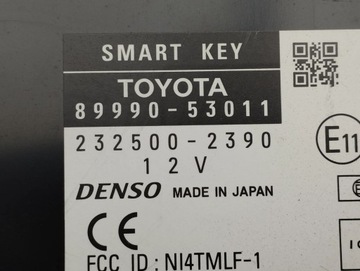 SMART KEY
TOYOTA
89990-53011
232500-2390
12V
E11
DENSO MADE IN JAPAN
CE
FCC ID : NI4TMLF-1